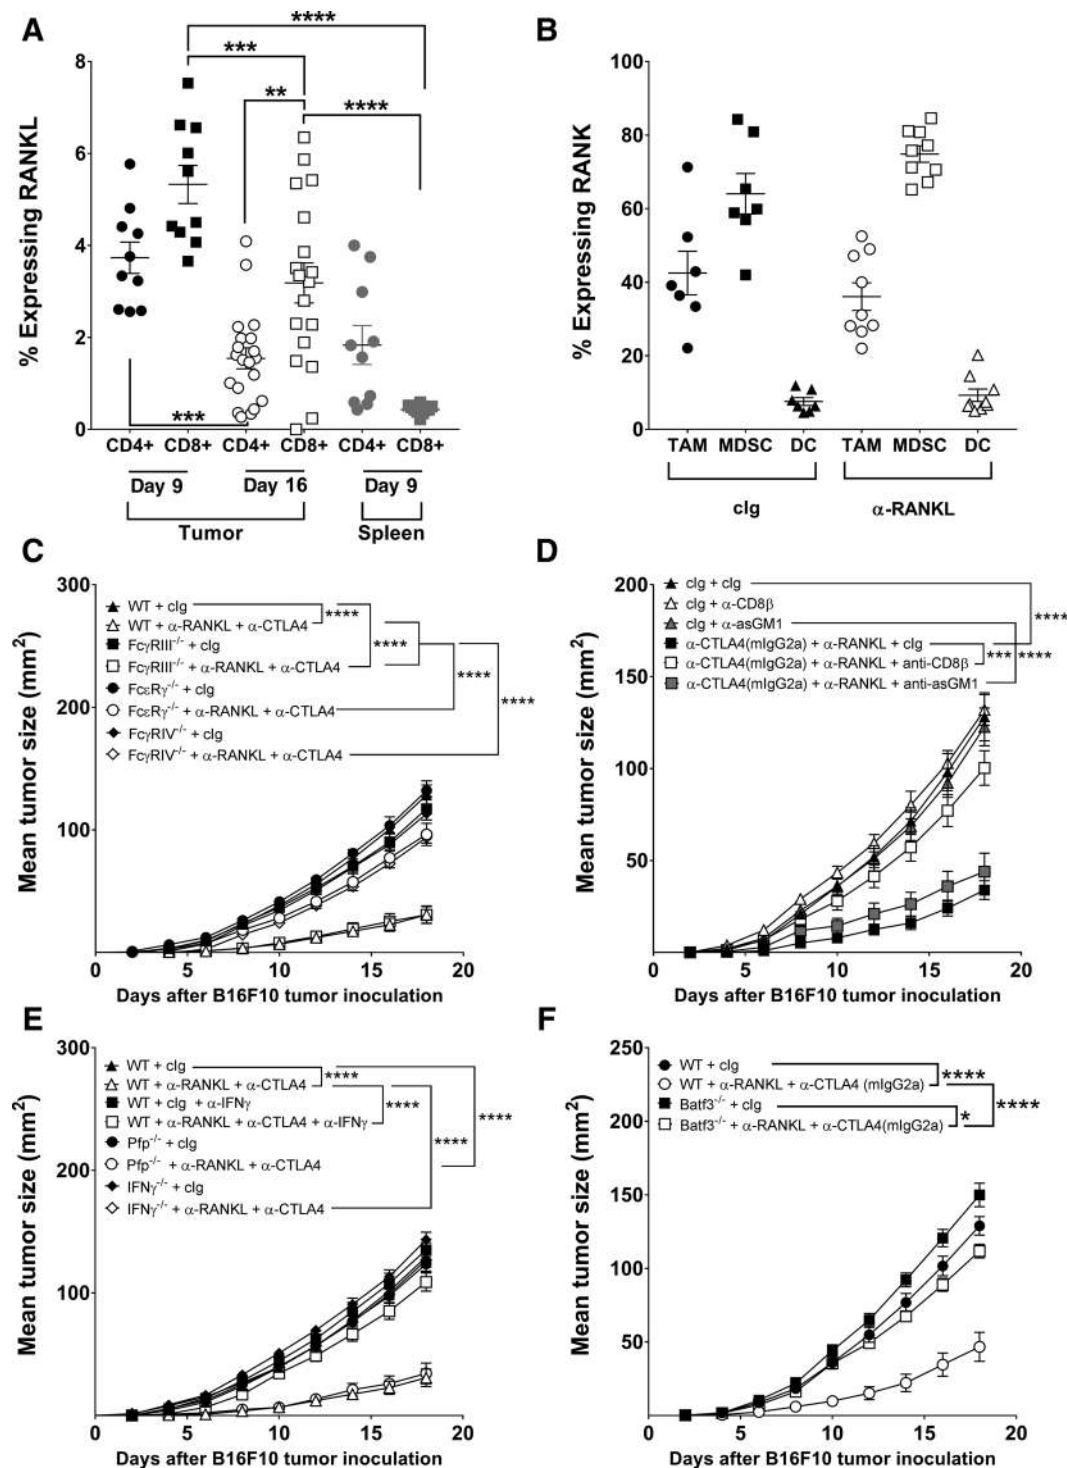 A
% Expressing RANKL
8
6
4
2
0
****
***
**
****
***
CD4+ CD8+ CD4+ CD8+ CD4+ CD8+
Day 9 Day 16 Day 9
Tumor Spleen
B
% Expressing RANK
100
80
60
40
20
0
TAM MDSC DC TAM MDSC DC
cIg α-RANKL
C
Mean tumor size (mm²)
300
200
100
WT + cIg
WT + α-RANKL + α-CTLA4
FcγRIII⁻/⁻ + cIg
FcγRIII⁻/⁻ + α-RANKL + α-CTLA4
FcεRγ⁻/⁻ + cIg
FcεRγ⁻/⁻ + α-RANKL + α-CTLA4
FcγRIV⁻/⁻ + cIg
FcγRIV⁻/⁻ + α-RANKL + α-CTLA4
****
****
****
****
****
0 5 10 15 20
Days after B16F10 tumor inoculation
D
Mean tumor size (mm²)
200
150
100
50
cIg + cIg
cIg + α-CD8β
cIg + α-asGM1
α-CTLA4(mIgG2a) + α-RANKL + cIg
α-CTLA4(mIgG2a) + α-RANKL + anti-CD8β
α-CTLA4(mIgG2a) + α-RANKL + anti-asGM1
****
*** ****
0 5 10 15 20
Days after B16F10 tumor inoculation
E
Mean tumor size (mm²)
300
200
100
WT + cIg
WT + α-RANKL + α-CTLA4
WT + cIg + α-IFNγ
WT + α-RANKL + α-CTLA4 + α-IFNγ
Pfp⁻/⁻ + cIg
Pfp⁻/⁻ + α-RANKL + α-CTLA4
IFNγ⁻/⁻ + cIg
IFNγ⁻/⁻ + α-RANKL + α-CTLA4
****
****
****
****
0 5 10 15 20
Days after B16F10 tumor inoculation
F
Mean tumor size (mm²)
250
200
150
100
50
WT + cIg
WT + α-RANKL + α-CTLA4 (mIgG2a)
Batf3⁻/⁻ + cIg
Batf3⁻/⁻ + α-RANKL + α-CTLA4(mIgG2a)
****
****
*
0 5 10 15 20
Days after B16F10 tumor inoculation